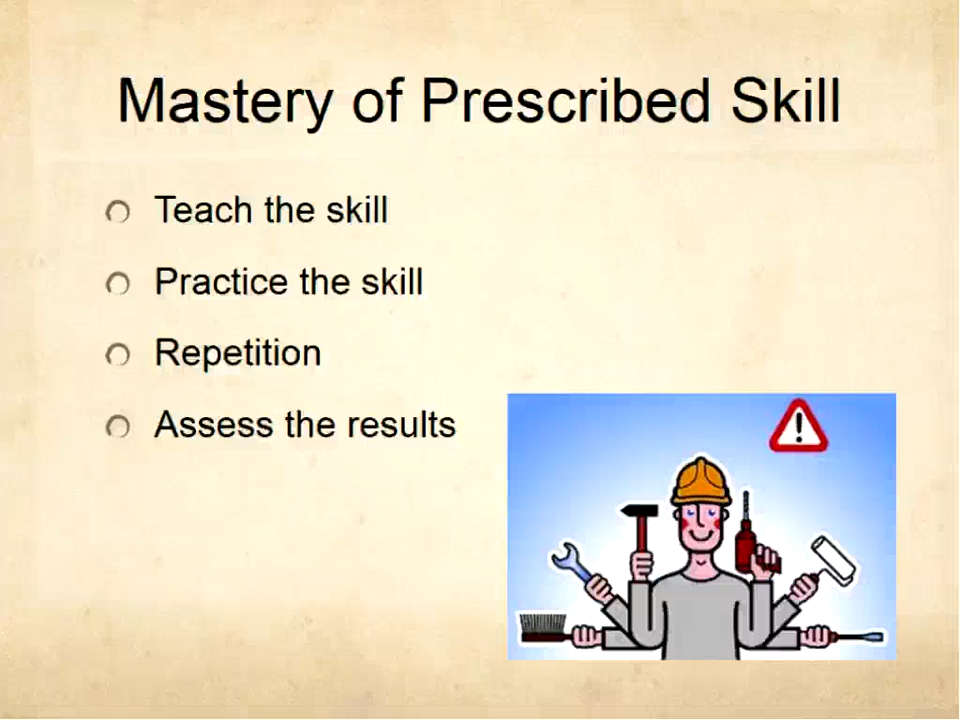 Mastery of Prescribed Skill
Teach the skill
Practice the skill
Repetition
Assess the results